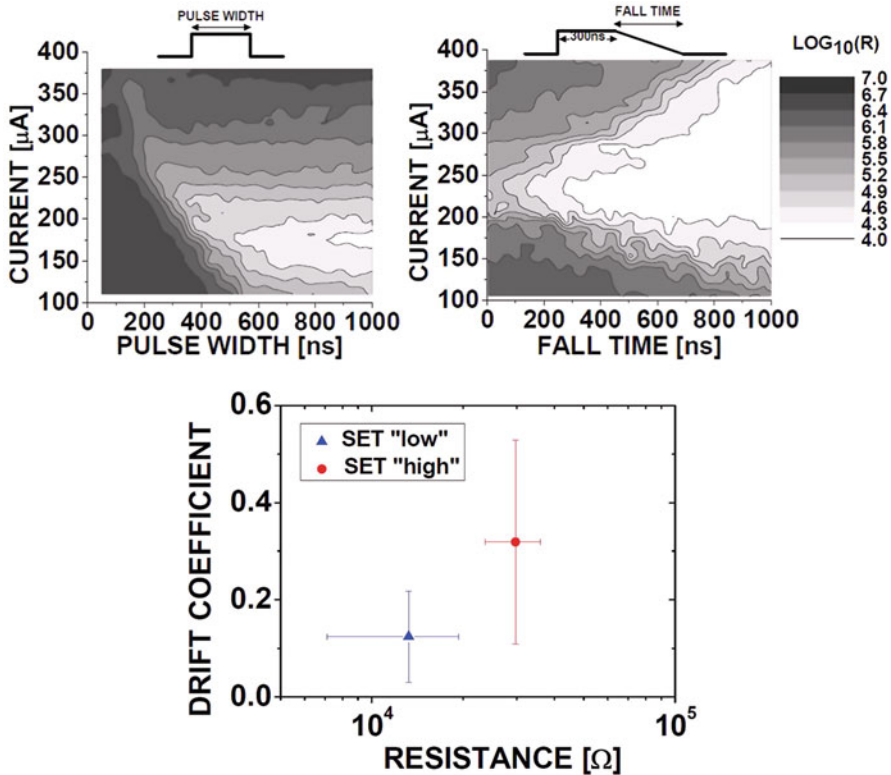 PULSE WIDTH
CURRENT [µA]
400
350
300
250
200
150
100
0 200 400 600 800 1000
PULSE WIDTH [ns]
FALL TIME
300ns
CURRENT [µA]
400
350
300
250
200
150
100
0 200 400 600 800 1000
FALL TIME [ns]
LOG10(R)
7.0
6.7
6.4
6.1
5.8
5.5
5.2
4.9
4.6
4.3
4.0
DRIFT COEFFICIENT
0.6
0.4
0.2
0.0
SET "low"
SET "high"
10⁴ 10⁵
RESISTANCE [Ω]